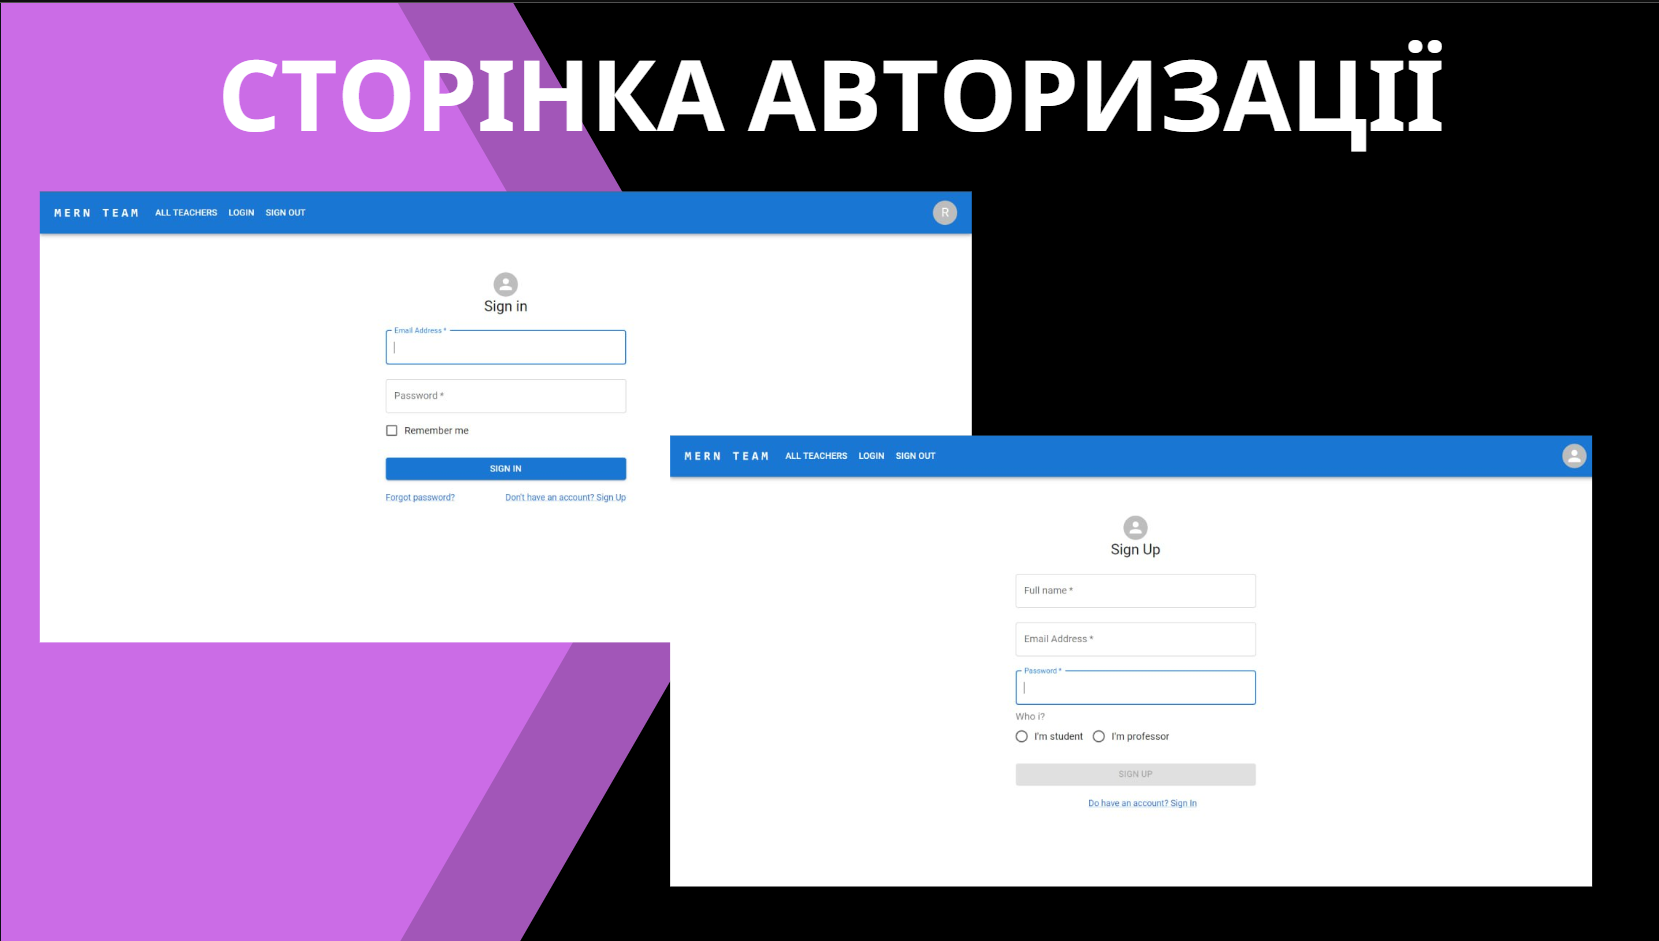 СТОРІНКА АВТОРИЗАЦІЇ
MERN TEAM ALL TEACHERS LOGIN SIGN OUT R
Sign in
Email Address *
Password *
Remember me
SIGN IN
Forgot password? Don't have an account? Sign Up
MERN TEAM ALL TEACHERS LOGIN SIGN OUT
Sign Up
Full name *
Email Address *
Password *
Who i?
I'm student I'm professor
SIGN UP
Do have an account? Sign In